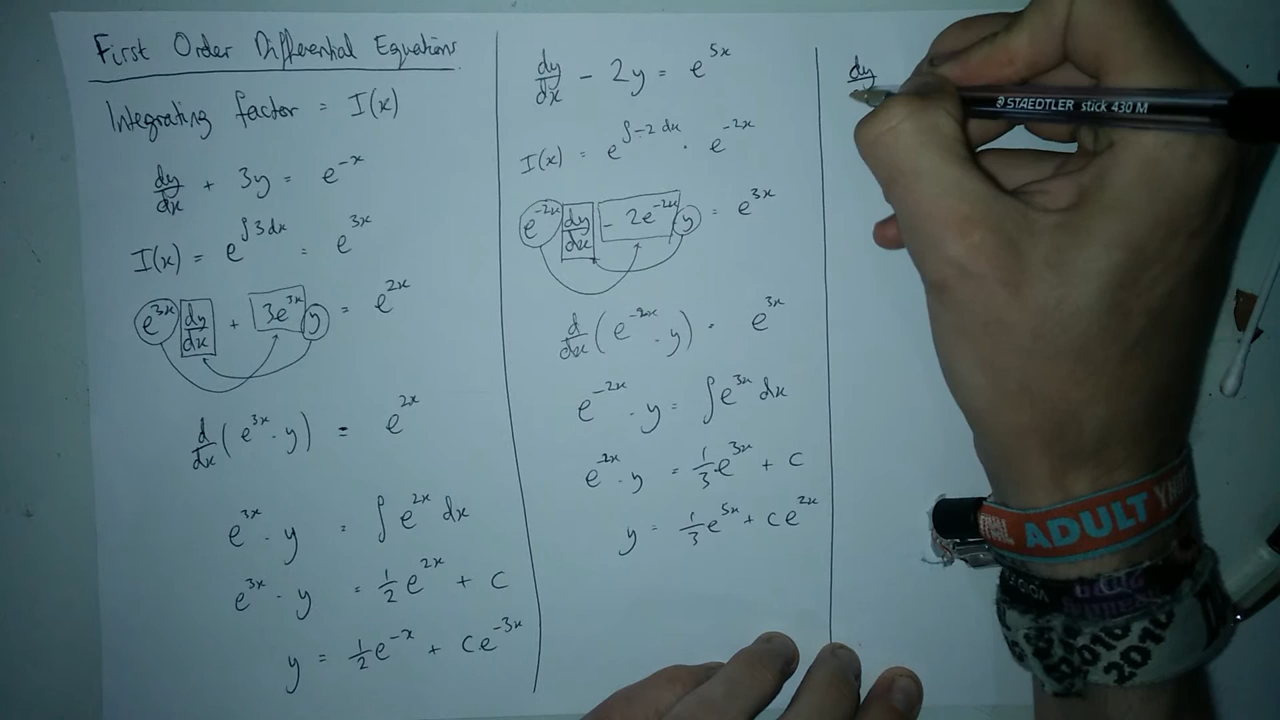 First Order Differential Equations
Integrating factor = I(x)
dy/dx + 3y = e^{-x}
I(x) = e^{∫3dx} = e^{3x}
e^{3x} dy/dx + 3e^{3x} y = e^{2x}
d/dx (e^{3x} · y) = e^{2x}
e^{3x} · y = ∫ e^{2x} dx
e^{3x} · y = 1/2 e^{2x} + c
y = 1/2 e^{-x} + ce^{-3x}
dy/dx - 2y = e^{5x}
I(x) = e^{∫-2dx} = e^{-2x}
e^{-2x} dy/dx - 2e^{-2x} y = e^{3x}
d/dx (e^{-2x} · y) = e^{3x}
e^{-2x} · y = ∫e^{3x} dx
e^{-2x} · y = 1/3 e^{3x} + c
y = 1/3 e^{5x} + ce^{2x}
dy
STAEDTLER stick 430 M
ADULT
2010
2010